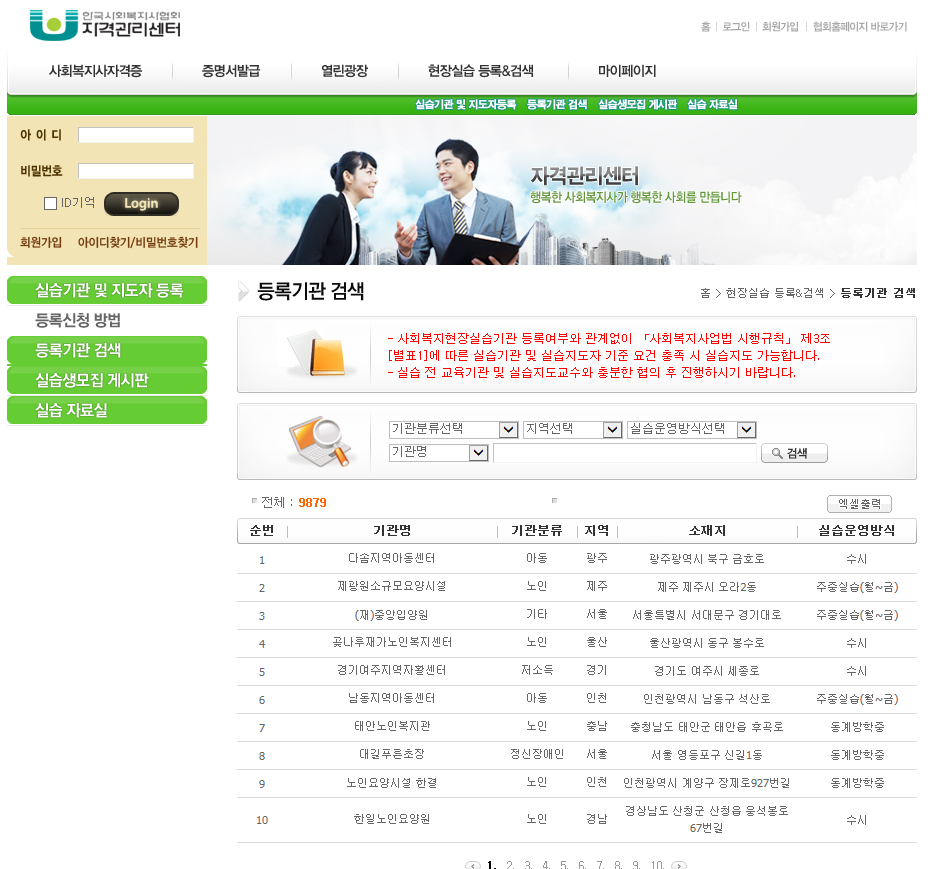 한국사회복지사협회
자격관리센터
홈 | 로그인 | 회원가입 | 협회홈페이지 바로가기
사회복지사자격증 증명서발급 열린광장 현장실습 등록&검색 마이페이지
실습기관 및 지도자등록 등록기관 검색 실습생모집 게시판 실습 자료실
아 이 디
비밀번호
ID기억 Login
회원가입 아이디찾기/비밀번호찾기
자격관리센터
행복한 사회복지사가 행복한 사회를 만듭니다
실습기관 및 지도자 등록
등록신청 방법
등록기관 검색
실습생모집 게시판
실습 자료실
등록기관 검색
홈 > 현장실습 등록&검색 > 등록기관 검색
- 사회복지현장실습기관 등록여부와 관계없이 「사회복지사업법 시행규칙」 제3조
[별표1]에 따른 실습기관 및 실습지도자 기준 요건 충족 시 실습지도 가능합니다.
- 실습 전 교육기관 및 실습지도교수와 충분한 협의 후 진행하시기 바랍니다.
기관분류선택 지역선택 실습운영방식선택
기관명 검색
전체 : 9879
엑셀출력
순번 기관명 기관분류 지역 소재지 실습운영방식
1 다솜지역아동센터 아동 광주 광주광역시 북구 금호로 수시
2 제광원소규모요양시설 노인 제주 제주 제주시 오라2동 주중실습(월~금)
3 (재)중앙입양원 기타 서울 서울특별시 서대문구 경기대로 주중실습(월~금)
4 꽃나루재가노인복지센터 노인 울산 울산광역시 동구 봉수로 수시
5 경기여주지역자활센터 저소득 경기 경기도 여주시 세종로 수시
6 남동지역아동센터 아동 인천 인천광역시 남동구 석산로 주중실습(월~금)
7 태안노인복지관 노인 충남 충청남도 태안군 태안읍 후곡로 동계방학중
8 대길푸른초장 정신장애인 서울 서울 영등포구 신길1동 동계방학중
9 노인요양시설 한결 노인 인천 인천광역시 계양구 장제로927번길 동계방학중
10 한일노인요양원 노인 경남 경상남도 산청군 산청읍 웅석봉로
67번길 수시
1. 2. 3. 4. 5. 6. 7. 8. 9. 10.